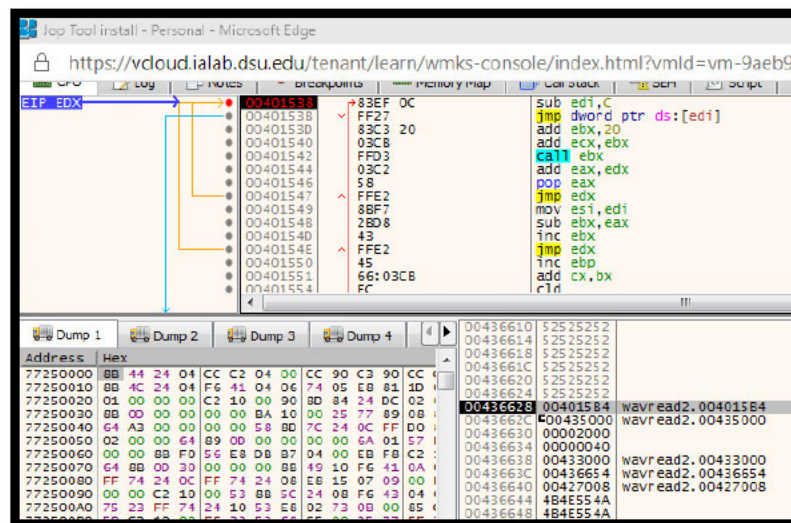 Jop Tool install - Personal - Microsoft Edge
https://vcloud.ialab.dsu.edu/tenant/learn/wmks-console/index.html?vmId=vm-9aeb9
CPU Log Notes Breakpoints Memory Map Call Stack SEH Script
EIP EDX 00401538 83EF 0C sub edi,C
0040153B FF27 jmp dword ptr ds:[edi]
0040153D 83C3 20 add ebx,20
00401540 03CB add ecx,ebx
00401542 FFD3 call ebx
00401544 03C2 add eax,edx
00401546 58 pop eax
00401547 FFE2 jmp edx
00401549 8BF7 mov esi,edi
0040154B 2BD8 sub ebx,eax
0040154D 43 inc ebx
0040154E FFE2 jmp edx
00401550 45 inc ebp
00401551 66:03CB add cx,bx
00401554 FC cld
Dump 1 Dump 2 Dump 3 Dump 4
Address Hex
77250000 8B 44 24 04 CC C2 04 00 CC 90 C3 90 CC
77250010 8B 4C 24 04 F6 41 04 06 74 05 E8 81 1D
77250020 01 00 00 00 C2 10 00 90 8D 84 24 DC 02
77250030 8B 0D 00 00 00 00 BA 10 00 25 77 89 08
77250040 64 A3 00 00 00 00 58 8D 7C 24 0C FF D0
77250050 02 00 00 64 89 0D 00 00 00 00 6A 01 57
77250060 00 00 8B F0 56 E8 DB B7 04 00 EB F8 C2
77250070 64 8B 0D 30 00 00 00 8B 49 10 F6 41 0A
77250080 FF 74 24 0C FF 74 24 08 E8 15 07 09 00
77250090 00 00 C2 10 00 53 8B 5C 24 08 F6 43 04
772500A0 75 23 FF 74 24 10 53 E8 02 73 0B 00 85
00436610 52525252
00436614 52525252
00436618 52525252
0043661C 52525252
00436620 52525252
00436624 52525252
00436628 004015B4 wavread2.004015B4
0043662C 00435000 wavread2.00435000
00436630 00002000
00436634 00000040
00436638 00433000 wavread2.00433000
0043663C 00436654 wavread2.00436654
00436640 00427008 wavread2.00427008
00436644 4B4E554A
00436648 4B4E554A